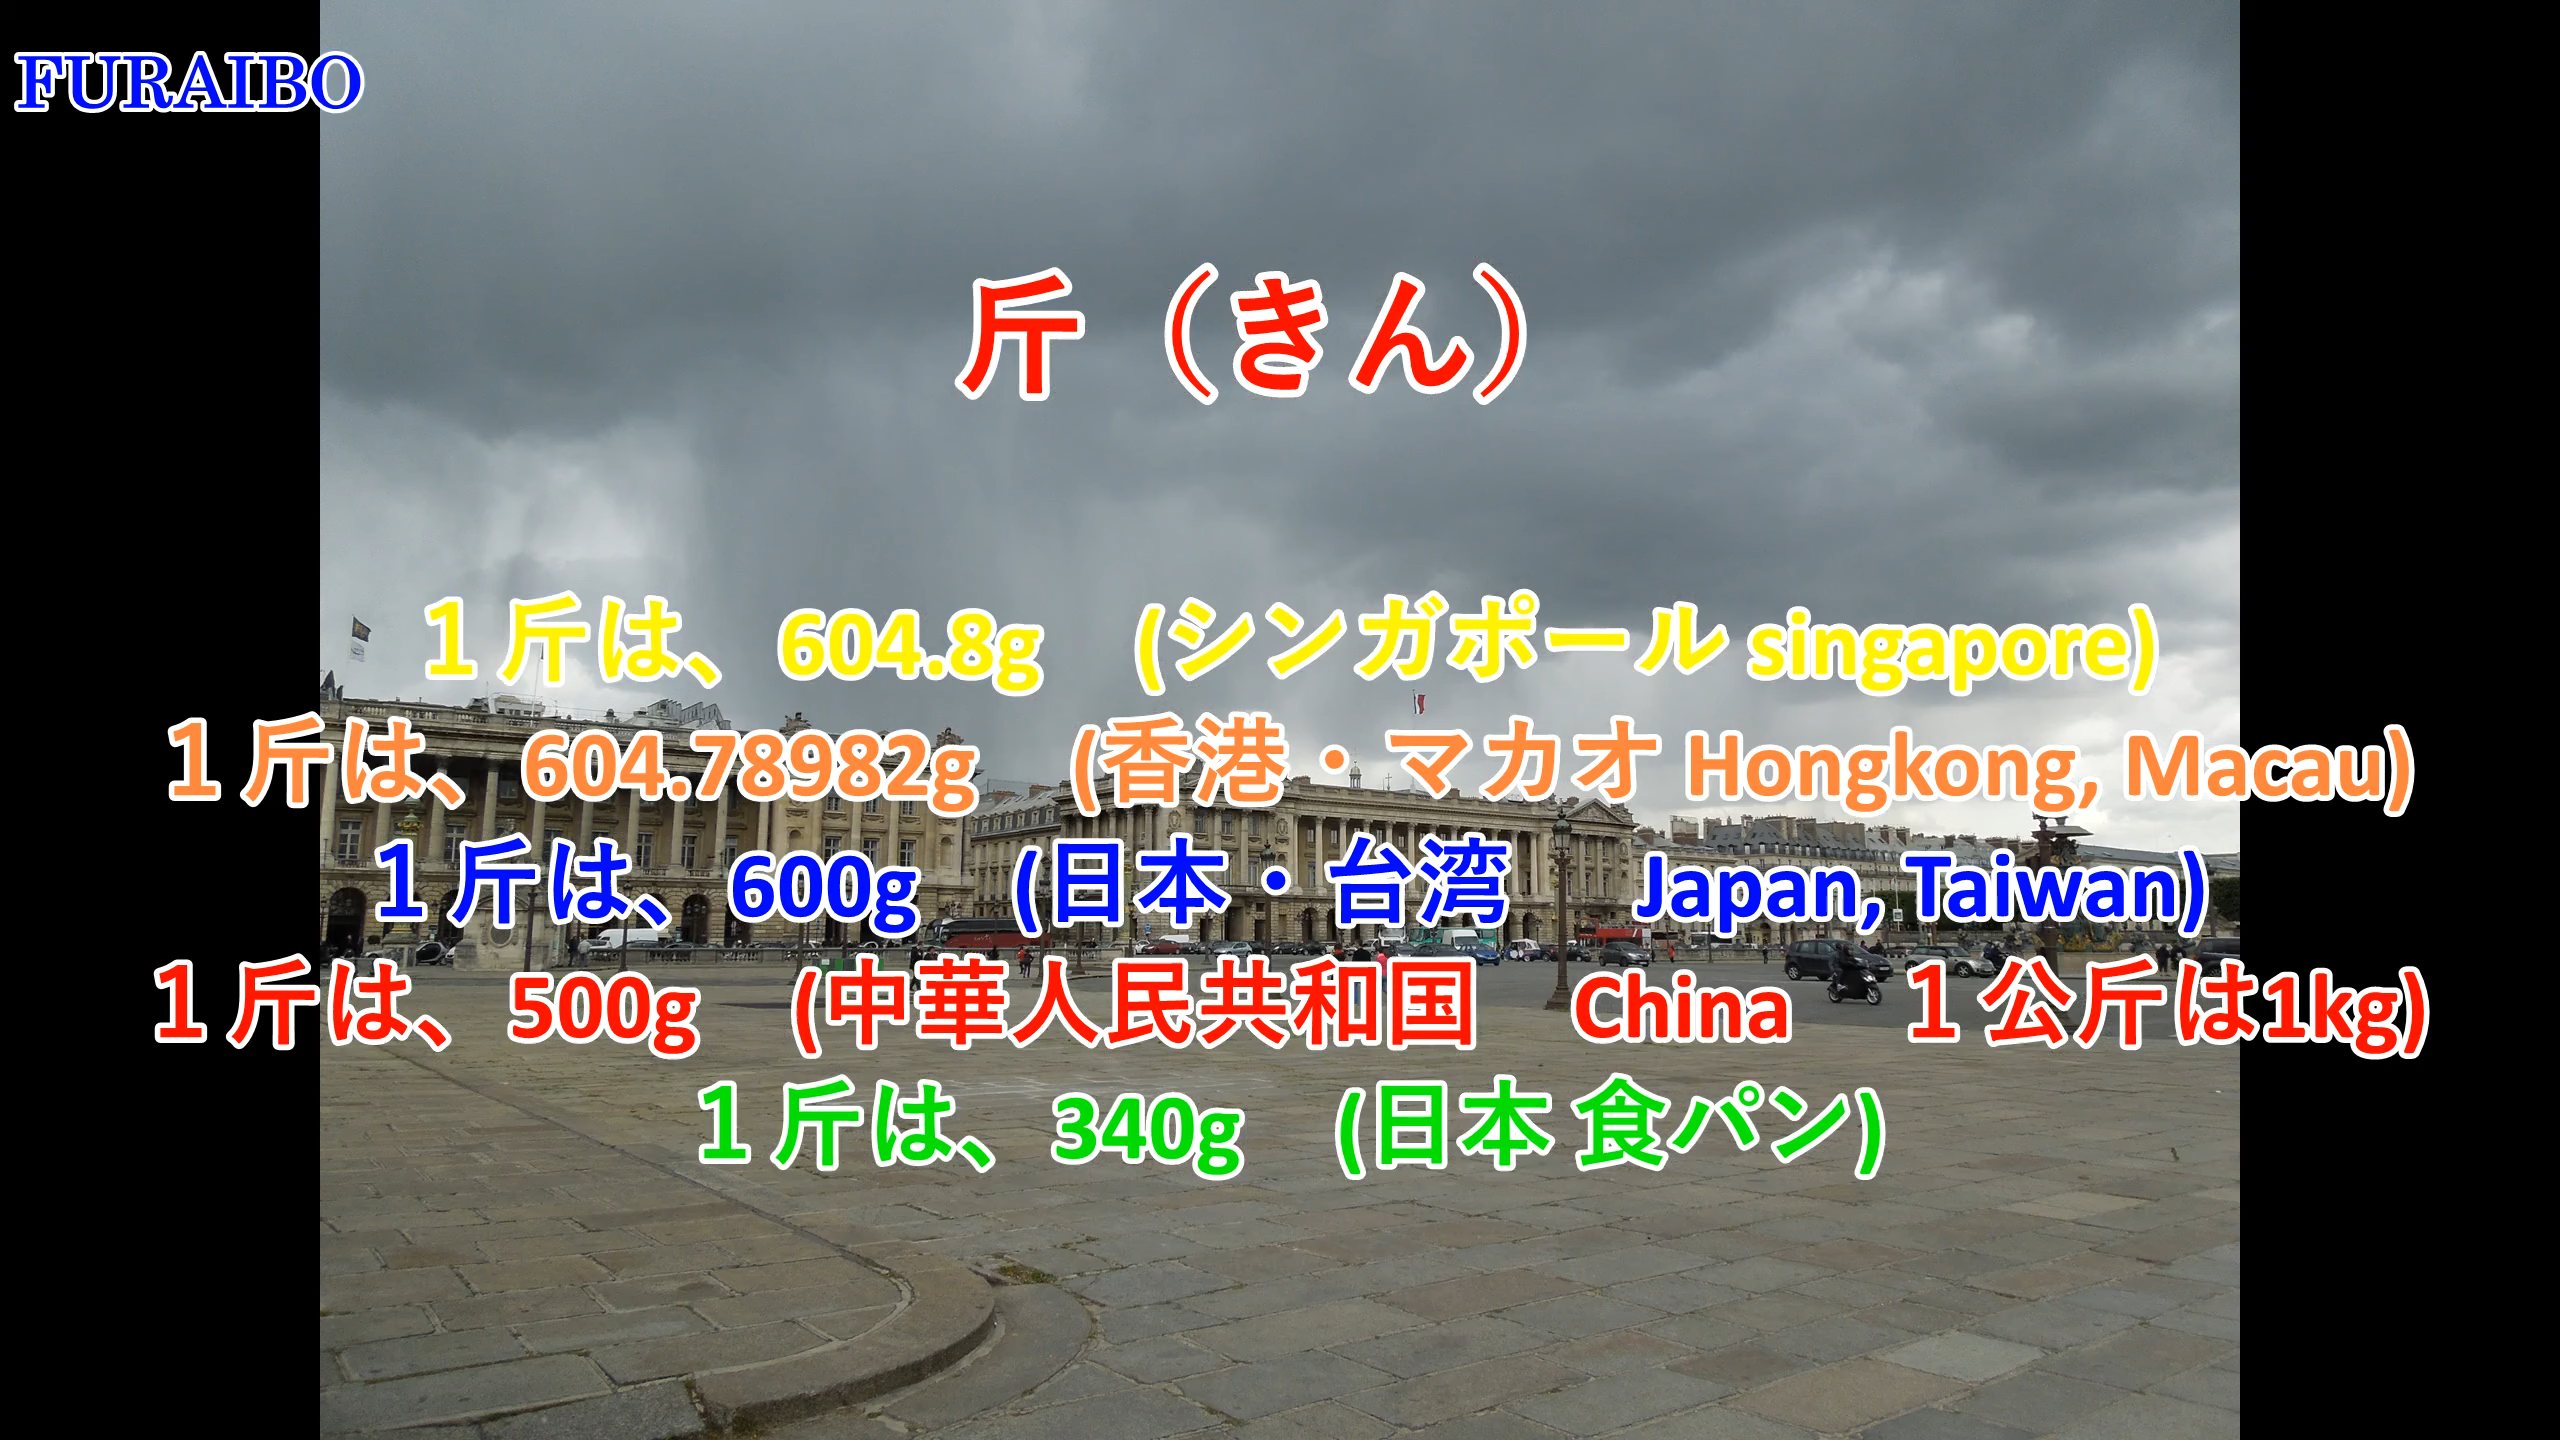 FURAIBO
斤（きん）
１斤は、604.8g　(シンガポール singapore)
１斤は、604.78982g　(香港・マカオ Hongkong, Macau)
１斤は、600g　(日本・台湾　Japan, Taiwan)
１斤は、500g　(中華人民共和国　China　１公斤は1kg)
１斤は、340g　(日本 食パン)